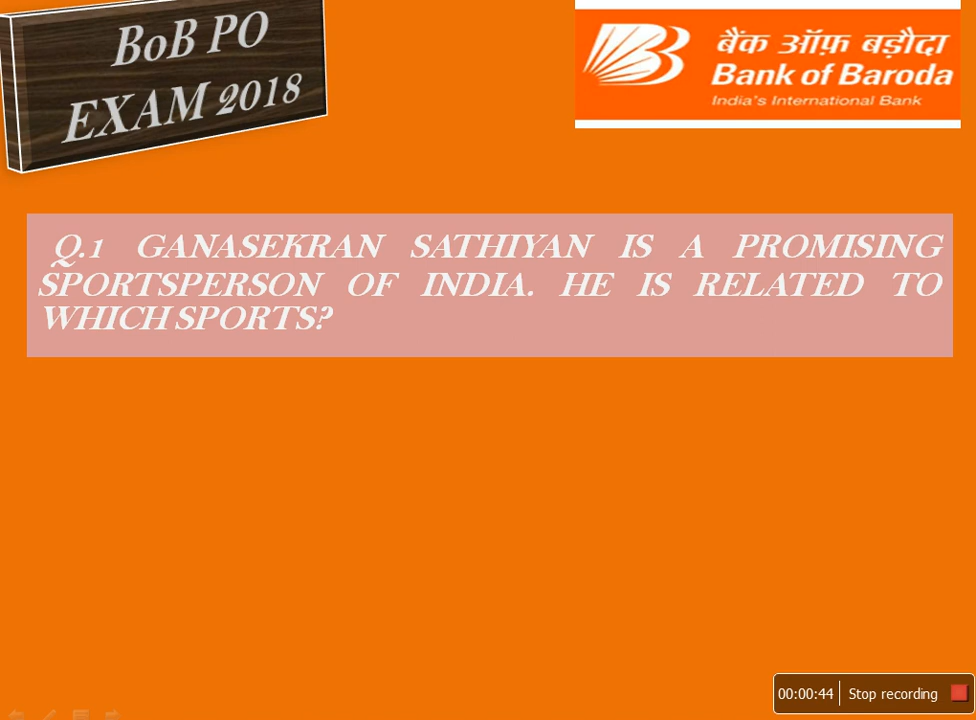 BoB PO
EXAM 2018
बैंक ऑफ़ बड़ौदा
Bank of Baroda
India's International Bank
Q.1 GANASEKRAN SATHIYAN IS A PROMISING
SPORTSPERSON OF INDIA. HE IS RELATED TO
WHICH SPORTS?
00:00:44 Stop recording